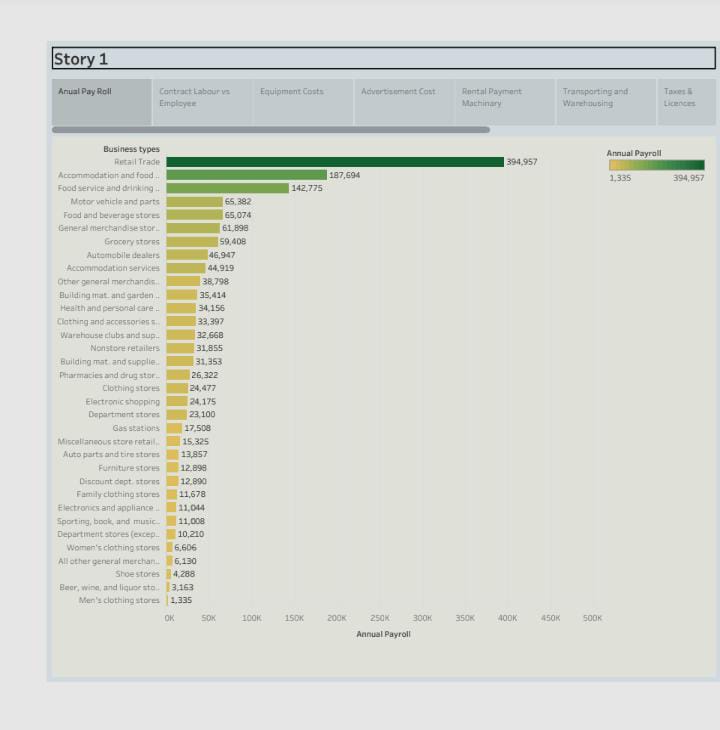 Story 1
Anual Pay Roll
Contract Labour vs
Employee
Equipment Costs
Advertisement Cost
Rental Payment
Machinary
Transporting and
Warehousing
Taxes &
Licences
Business types
Retail Trade 394,957
Accommodation and food .. 187,694
Food service and drinking .. 142,775
Motor vehicle and parts 65,382
Food and beverage stores 65,074
General merchandise stor.. 61,898
Grocery stores 59,408
Automobile dealers 46,947
Accommodation services 44,919
Other general merchandis.. 38,798
Building mat. and garden .. 35,414
Health and personal care .. 34,156
Clothing and accessories s.. 33,397
Warehouse clubs and sup.. 32,668
Nonstore retailers 31,855
Building mat. and supplie.. 31,353
Pharmacies and drug stor.. 26,322
Clothing stores 24,477
Electronic shopping 24,175
Department stores 23,100
Gas stations 17,508
Miscellaneous store retail.. 15,325
Auto parts and tire stores 13,857
Furniture stores 12,898
Discount dept. stores 12,890
Family clothing stores 11,678
Electronics and appliance .. 11,044
Sporting, book, and music.. 11,008
Department stores (excep.. 10,210
Women's clothing stores 6,606
All other general merchan.. 6,130
Shoe stores 4,288
Beer, wine, and liquor sto.. 3,163
Men's clothing stores 1,335
0K 50K 100K 150K 200K 250K 300K 350K 400K 450K 500K
Annual Payroll
Annual Payroll
1,335 394,957